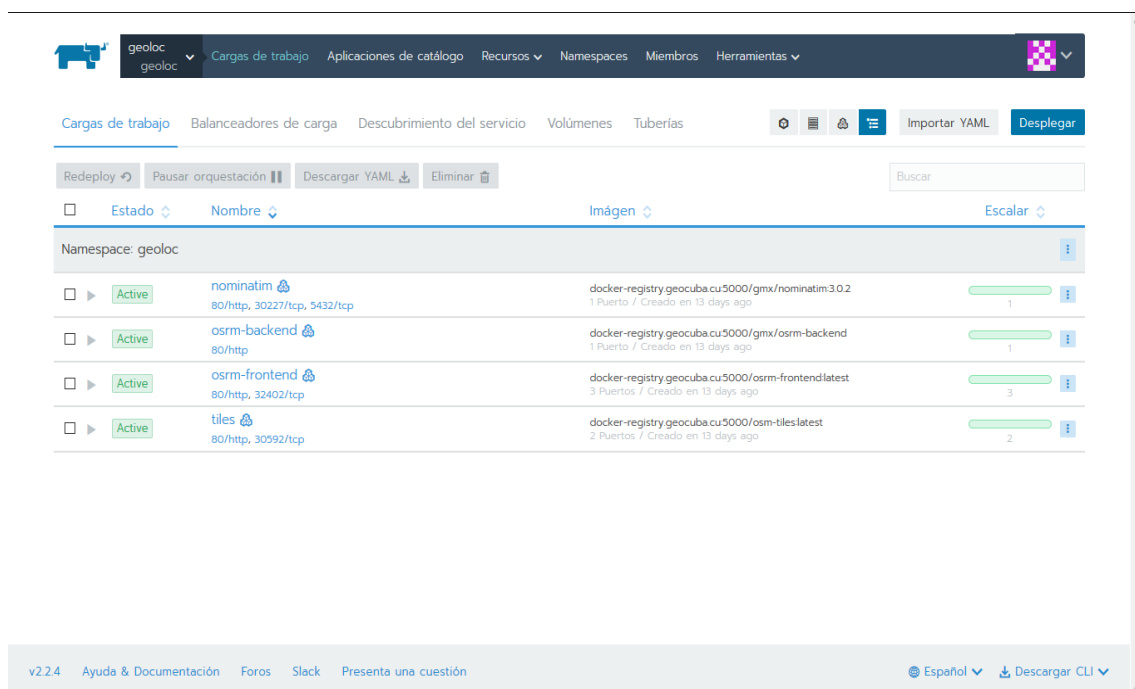 geoloc
geoloc
Cargas de trabajo Aplicaciones de catálogo Recursos Namespaces Miembros Herramientas
Cargas de trabajo Balanceadores de carga Descubrimiento del servicio Volúmenes Tuberías Importar YAML Desplegar
Redeploy Pausar orquestación Descargar YAML Eliminar Buscar
Estado Nombre Imágen Escalar
Namespace: geoloc
Active nominatim docker-registry.geocuba.cu:5000/gmx/nominatim:3.0.2
80/http, 30227/tcp, 5432/tcp 1 Puerto / Creado en 13 days ago 1
Active osrm-backend docker-registry.geocuba.cu:5000/gmx/osrm-backend
80/http 1 Puerto / Creado en 13 days ago 1
Active osrm-frontend docker-registry.geocuba.cu:5000/osrm-frontend:latest
80/http, 32402/tcp 3 Puertos / Creado en 13 days ago 3
Active tiles docker-registry.geocuba.cu:5000/osm-tiles:latest
80/http, 30592/tcp 2 Puertos / Creado en 13 days ago 2
v2.2.4 Ayuda & Documentación Foros Slack Presenta una cuestión Español Descargar CLI